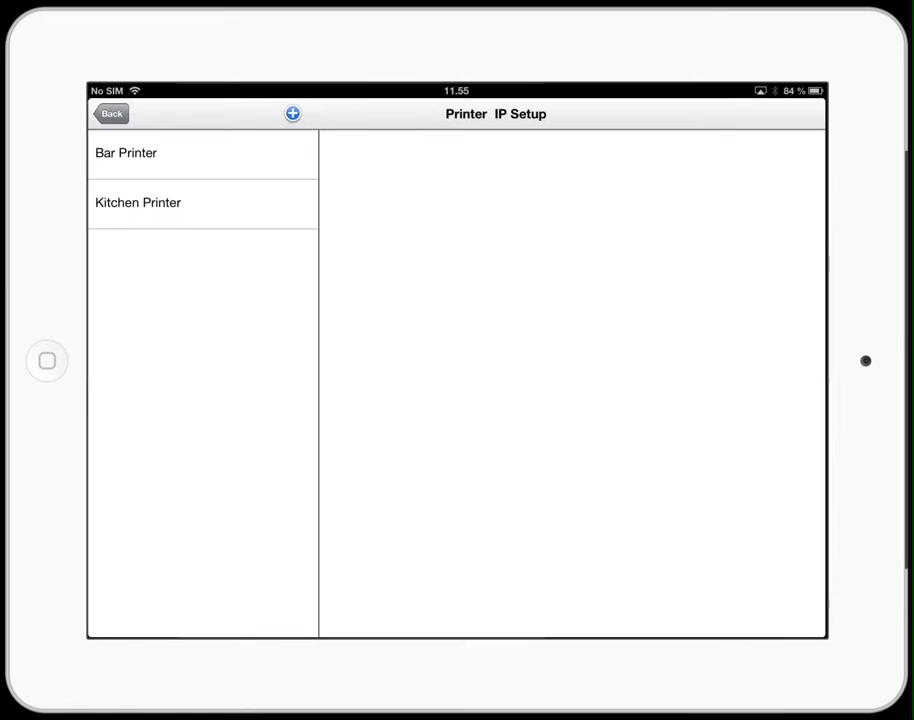 No SIM 11.55 84 %
Back Printer IP Setup
Bar Printer
Kitchen Printer